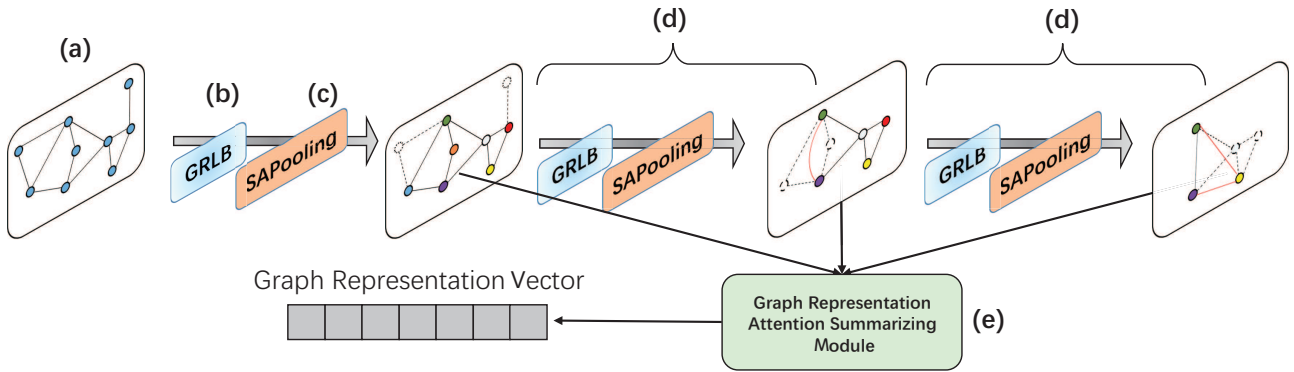 (a)
(b)
(c)
(d)
(d)
GRLB
SAPooling
GRLB
SAPooling
GRLB
SAPooling
Graph Representation Vector
Graph Representation
Attention Summarizing
Module
(e)